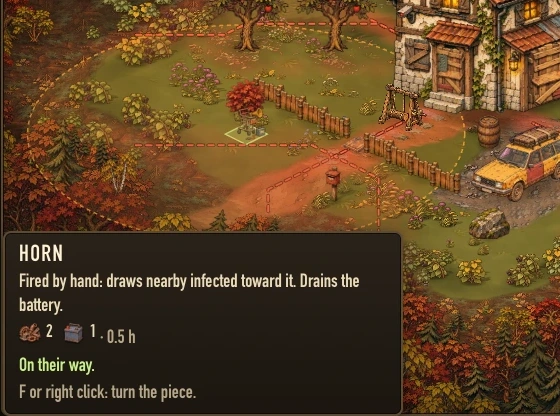 HORN
Fired by hand: draws nearby infected toward it. Drains the
battery.
2 1 · 0.5 h
On their way.
F or right click: turn the piece.